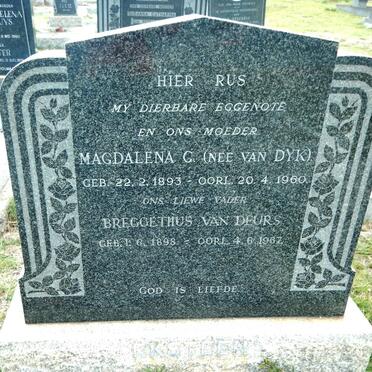 HIER RUS
MY DIERBARE EGGENOTE
EN ONS MOEDER
MAGDALENA C. (NEE VAN DYK)
GEB. 22. 2. 1893 - OORL. 20. 4. 1960.
ONS LIEWE VADER
BREGGETHUS VAN DEURS
GEB. 1. 6. 1898 - OORL. 4. 6. 1967.
GOD IS LIEFDE